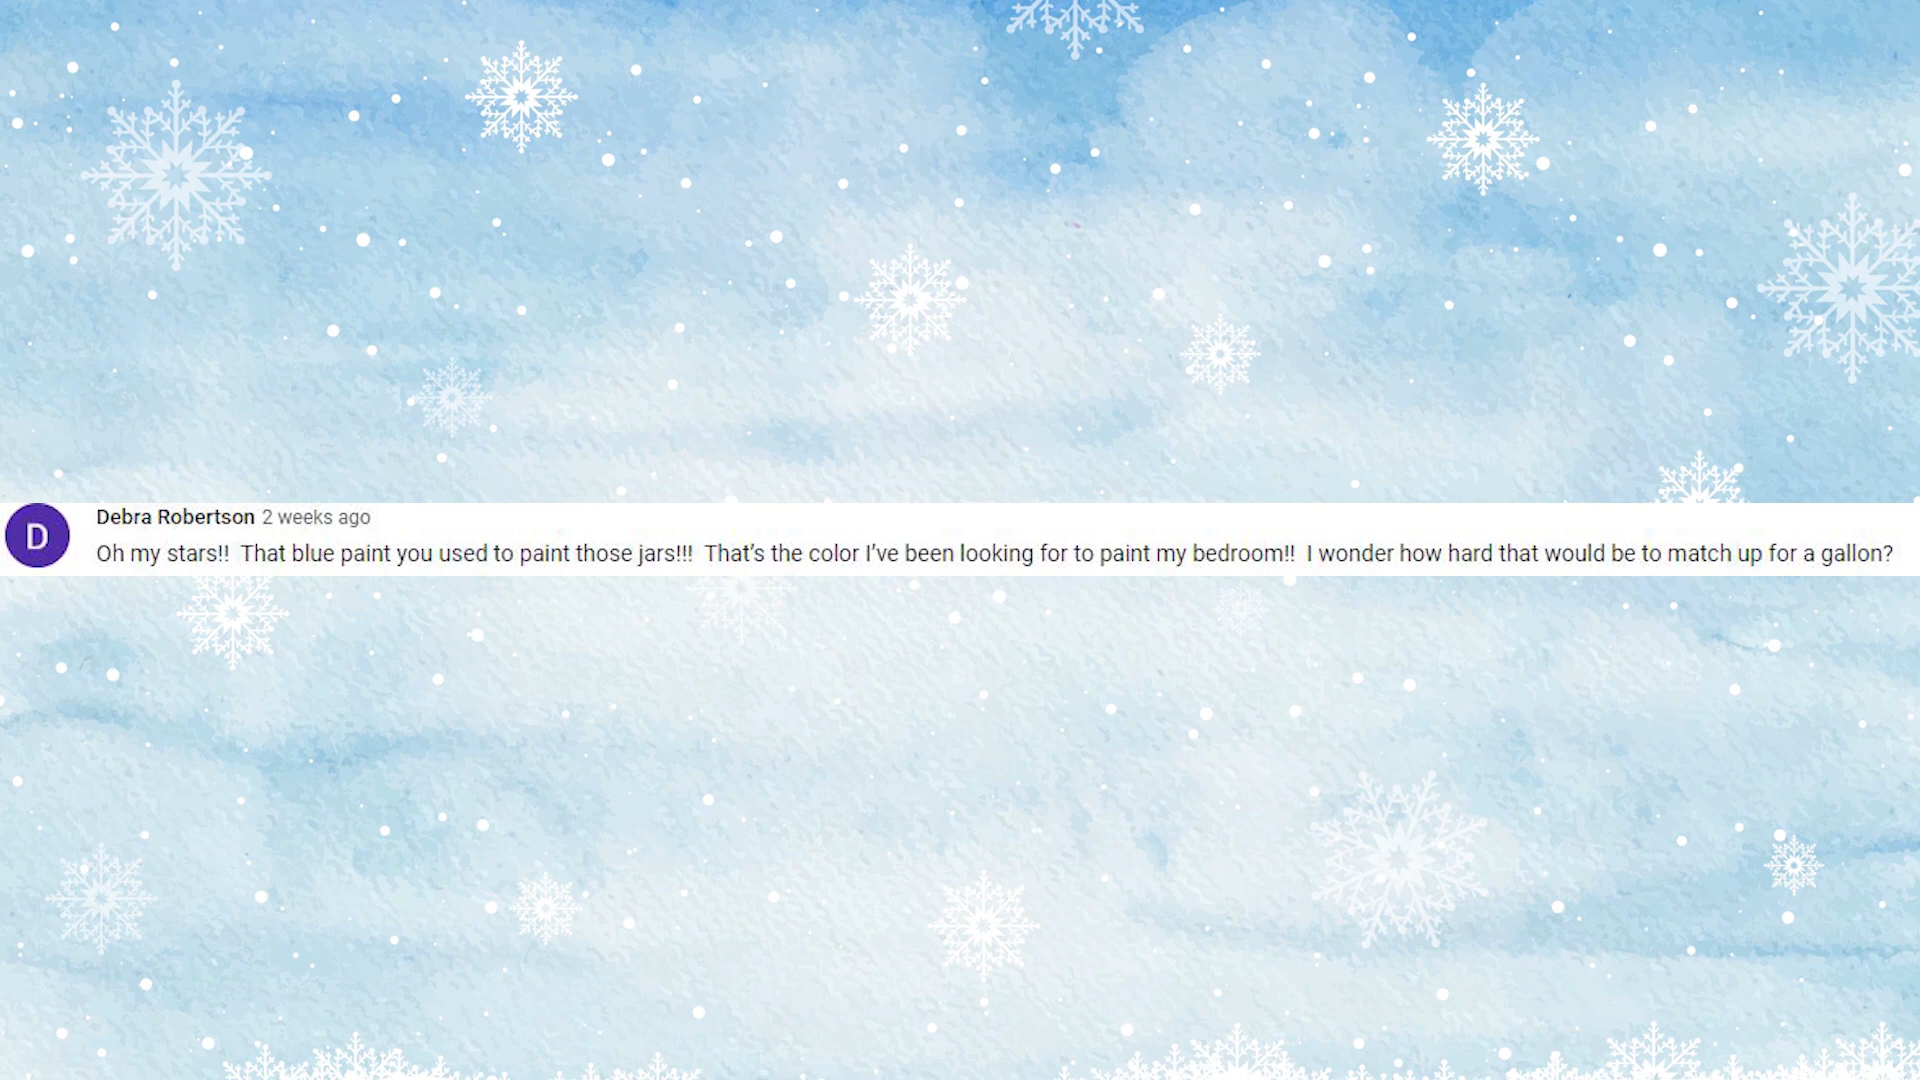 D
Debra Robertson 2 weeks ago
Oh my stars!! That blue paint you used to paint those jars!!! That’s the color I’ve been looking for to paint my bedroom!! I wonder how hard that would be to match up for a gallon?